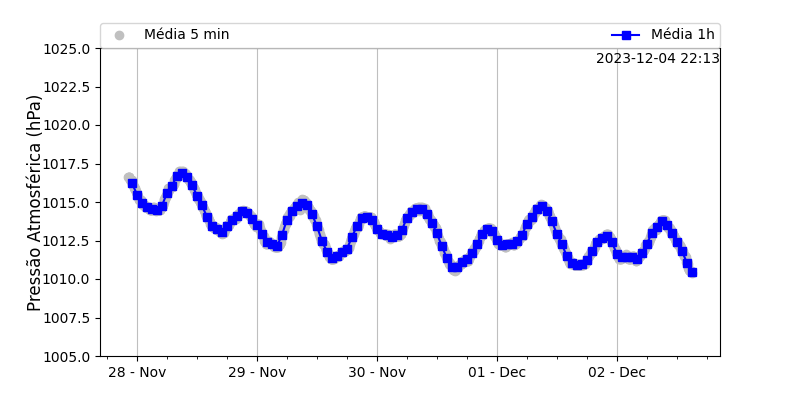 Média 5 min
Média 1h
2023-12-04 22:13
Pressão Atmosférica (hPa)
1025.0
1022.5
1020.0
1017.5
1015.0
1012.5
1010.0
1007.5
1005.0
28 - Nov
29 - Nov
30 - Nov
01 - Dec
02 - Dec